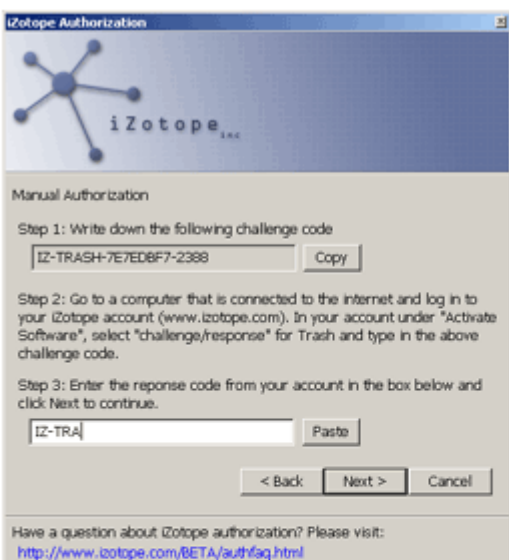 iZotope Authorization
iZotope inc
Manual Authorization
Step 1: Write down the following challenge code
IZ-TRASH-7E7EDBF7-2388
Copy
Step 2: Go to a computer that is connected to the internet and log in to
your iZotope account (www.izotope.com). In your account under "Activate
Software", select "challenge/response" for Trash and type in the above
challenge code.
Step 3: Enter the reponse code from your account in the box below and
click Next to continue.
IZ-TRA
Paste
< Back
Next >
Cancel
Have a question about iZotope authorization? Please visit:
http://www.izotope.com/BETA/authfaq.html